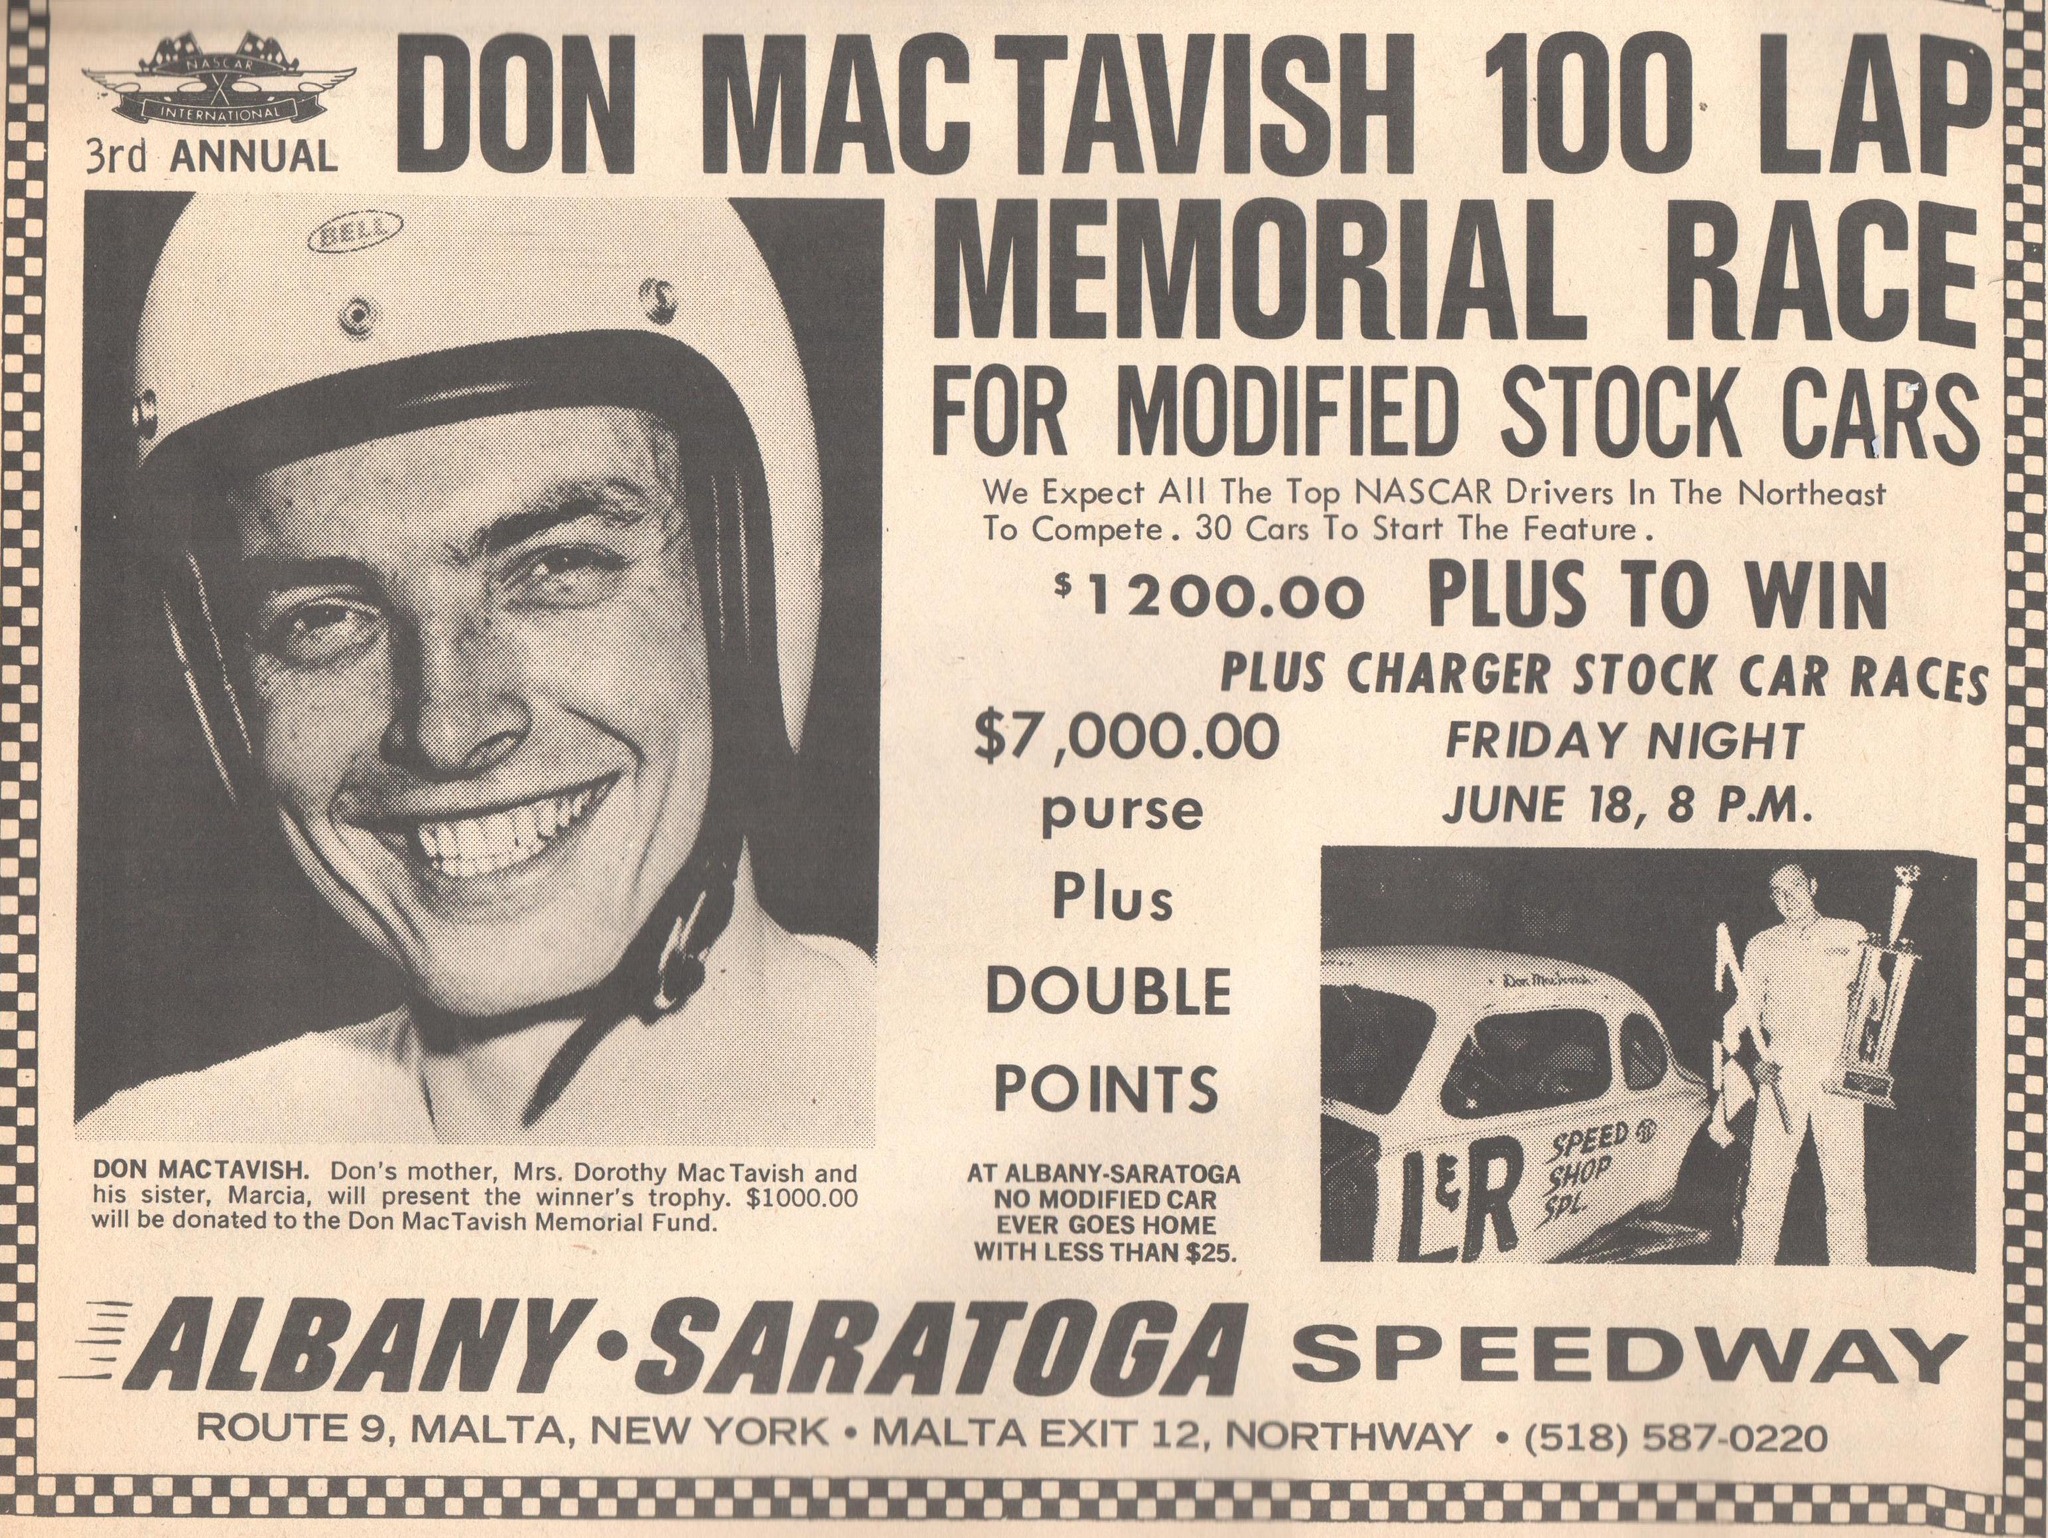 NASCAR
INTERNATIONAL
3rd ANNUAL
DON MAC TAVISH 100 LAP
MEMORIAL RACE
FOR MODIFIED STOCK CARS
We Expect All The Top NASCAR Drivers In The Northeast
To Compete. 30 Cars To Start The Feature.
$1200.00 PLUS TO WIN
PLUS CHARGER STOCK CAR RACES
$7,000.00
purse
Plus
DOUBLE
POINTS
FRIDAY NIGHT
JUNE 18, 8 P.M.
BELL
Don MacTavish
L&R
SPEED
SHOP
SPL.
DON MACTAVISH. Don's mother, Mrs. Dorothy Mac Tavish and
his sister, Marcia, will present the winner's trophy. $1000.00
will be donated to the Don MacTavish Memorial Fund.
AT ALBANY-SARATOGA
NO MODIFIED CAR
EVER GOES HOME
WITH LESS THAN $25.
ALBANY•SARATOGA SPEEDWAY
ROUTE 9, MALTA, NEW YORK • MALTA EXIT 12, NORTHWAY • (518) 587-0220